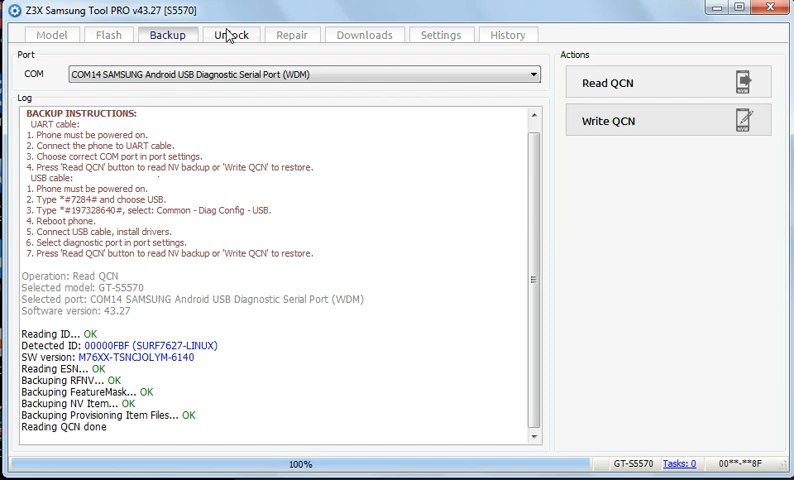 Z3X Samsung Tool PRO v43.27 [S5570]
Model Flash Backup Unlock Repair Downloads Settings History
Port
COM COM14 SAMSUNG Android USB Diagnostic Serial Port (WDM)
Log
BACKUP INSTRUCTIONS:
UART cable:
1. Phone must be powered on.
2. Connect the phone to UART cable.
3. Choose correct COM port in port settings.
4. Press 'Read QCN' button to read NV backup or 'Write QCN' to restore.
USB cable:
1. Phone must be powered on.
2. Type *#7284# and choose USB.
3. Type *#197328640#, select: Common - Diag Config - USB.
4. Reboot phone.
5. Connect USB cable, install drivers.
6. Select diagnostic port in port settings.
7. Press 'Read QCN' button to read NV backup or 'Write QCN' to restore.
Operation: Read QCN
Selected model: GT-S5570
Selected port: COM14 SAMSUNG Android USB Diagnostic Serial Port (WDM)
Software version: 43.27
Reading ID... OK
Detected ID: 00000FBF (SURF7627-LINUX)
SW version: M76XX-TSNCJOLYM-6140
Reading ESN... OK
Backuping RFNV... OK
Backuping FeatureMask... OK
Backuping NV Item... OK
Backuping Provisioning Item Files... OK
Reading QCN done
Actions
Read QCN
Write QCN
100% GT-S5570 Tasks: 0 00**-**8F